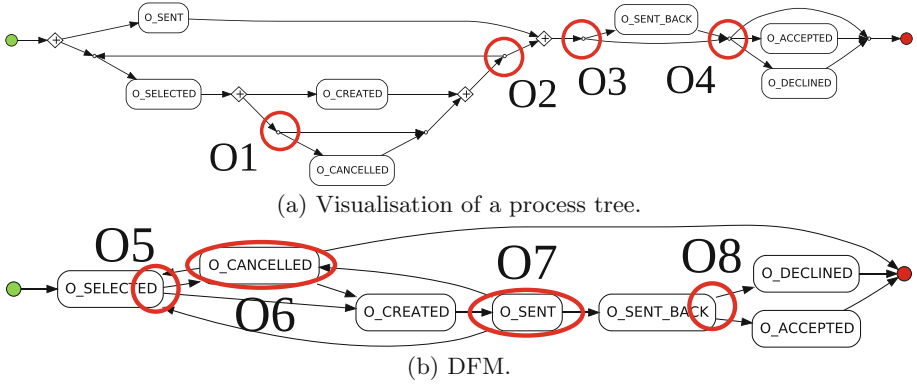 O_SENT
O_SENT_BACK
O_ACCEPTED
O_DECLINED
O_SELECTED
O_CREATED
O_CANCELLED
O1
O2
O3
O4
(a) Visualisation of a process tree.
O5
O_CANCELLED
O7
O8
O_DECLINED
O_SELECTED
O6
O_CREATED
O_SENT
O_SENT_BACK
O_ACCEPTED
(b) DFM.